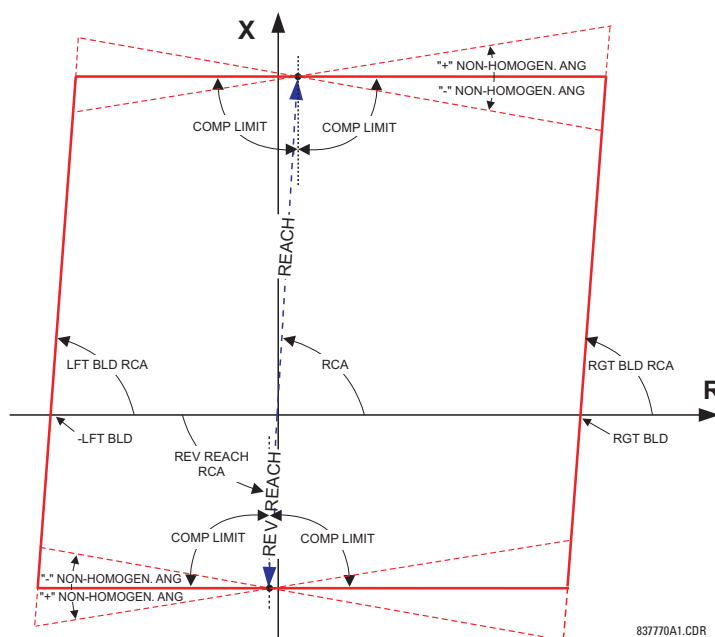 X
"+" NON-HOMOGEN. ANG
"-" NON-HOMOGEN. ANG
COMP LIMIT
COMP LIMIT
REACH
LFT BLD RCA
RCA
RGT BLD RCA
R
-LFT BLD
RGT BLD
REV REACH
RCA
REV REACH
COMP LIMIT
COMP LIMIT
"-" NON-HOMOGEN. ANG
"+" NON-HOMOGEN. ANG
837770A1.CDR